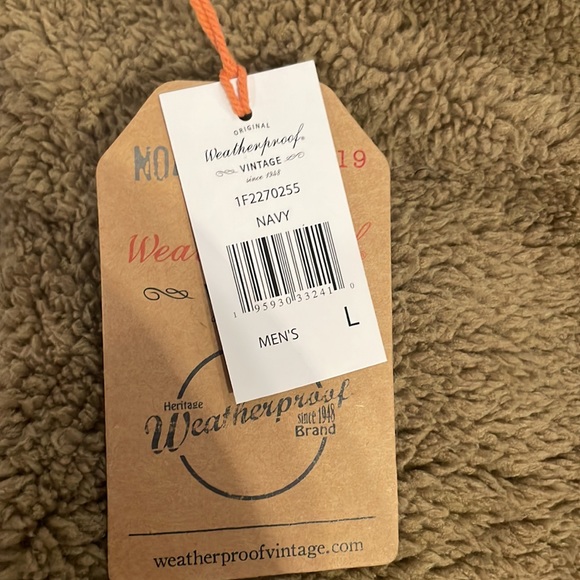 ORIGINAL
Weatherproof®
VINTAGE
since 1948
1F2270255
NAVY
1 95930 33241 0
MEN'S L
19
Heritage
Weatherproof
since 1948
Brand
weatherproofvintage.com